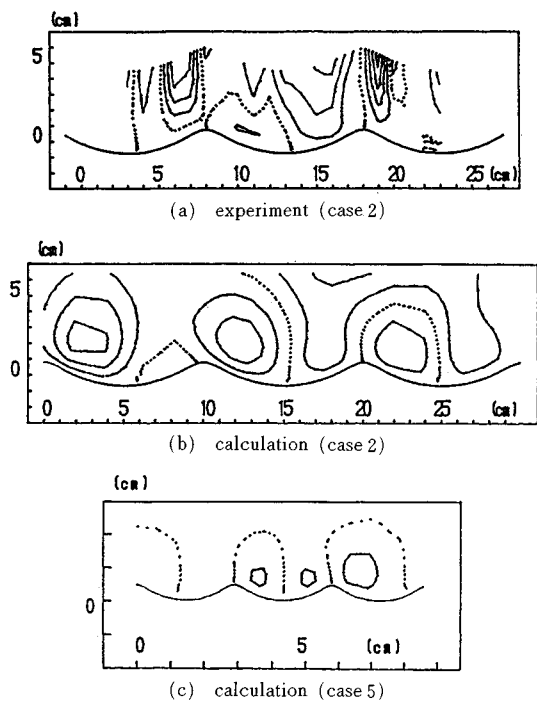 (cm)
5
0
0 5 10 15 20 25 (cm)
(a) experiment (case 2)
(cm)
5
0
0 5 10 15 20 25 (cm)
(b) calculation (case 2)
(cm)
0
0 5 (cm)
(c) calculation (case 5)